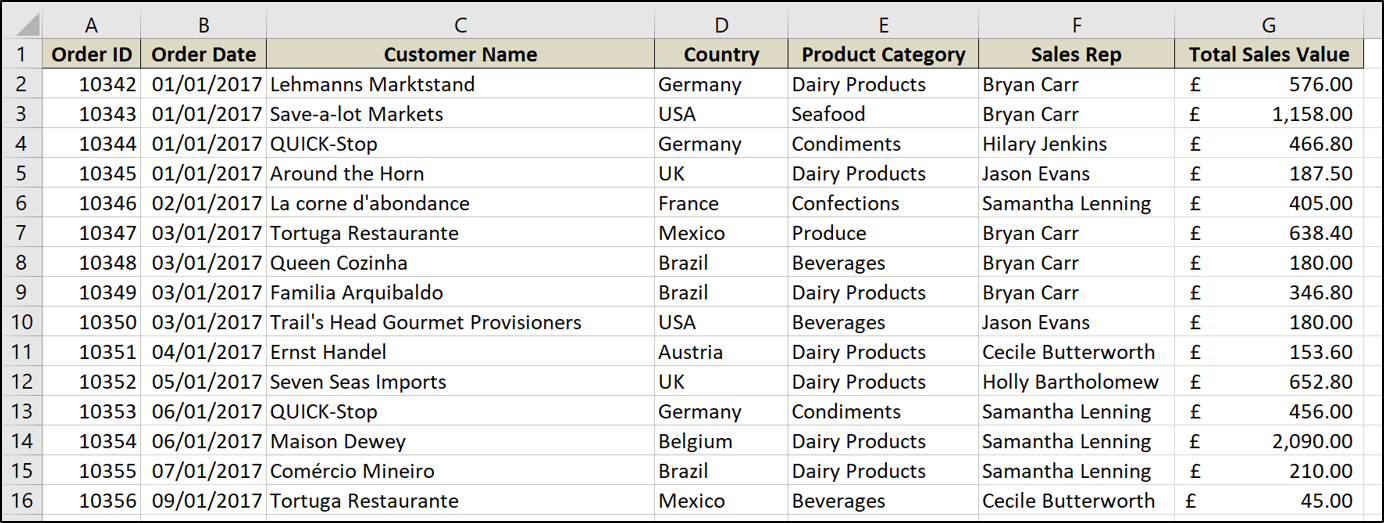 A B C D E F G
1 Order ID Order Date Customer Name Country Product Category Sales Rep Total Sales Value
2 10342 01/01/2017 Lehmanns Marktstand Germany Dairy Products Bryan Carr £ 576.00
3 10343 01/01/2017 Save-a-lot Markets USA Seafood Bryan Carr £ 1,158.00
4 10344 01/01/2017 QUICK-Stop Germany Condiments Hilary Jenkins £ 466.80
5 10345 01/01/2017 Around the Horn UK Dairy Products Jason Evans £ 187.50
6 10346 02/01/2017 La corne d'abondance France Confections Samantha Lenning £ 405.00
7 10347 03/01/2017 Tortuga Restaurante Mexico Produce Bryan Carr £ 638.40
8 10348 03/01/2017 Queen Cozinha Brazil Beverages Bryan Carr £ 180.00
9 10349 03/01/2017 Familia Arquibaldo Brazil Dairy Products Bryan Carr £ 346.80
10 10350 03/01/2017 Trail's Head Gourmet Provisioners USA Beverages Jason Evans £ 180.00
11 10351 04/01/2017 Ernst Handel Austria Dairy Products Cecile Butterworth £ 153.60
12 10352 05/01/2017 Seven Seas Imports UK Dairy Products Holly Bartholomew £ 652.80
13 10353 06/01/2017 QUICK-Stop Germany Condiments Samantha Lenning £ 456.00
14 10354 06/01/2017 Maison Dewey Belgium Dairy Products Samantha Lenning £ 2,090.00
15 10355 07/01/2017 Comércio Mineiro Brazil Dairy Products Samantha Lenning £ 210.00
16 10356 09/01/2017 Tortuga Restaurante Mexico Beverages Cecile Butterworth £ 45.00